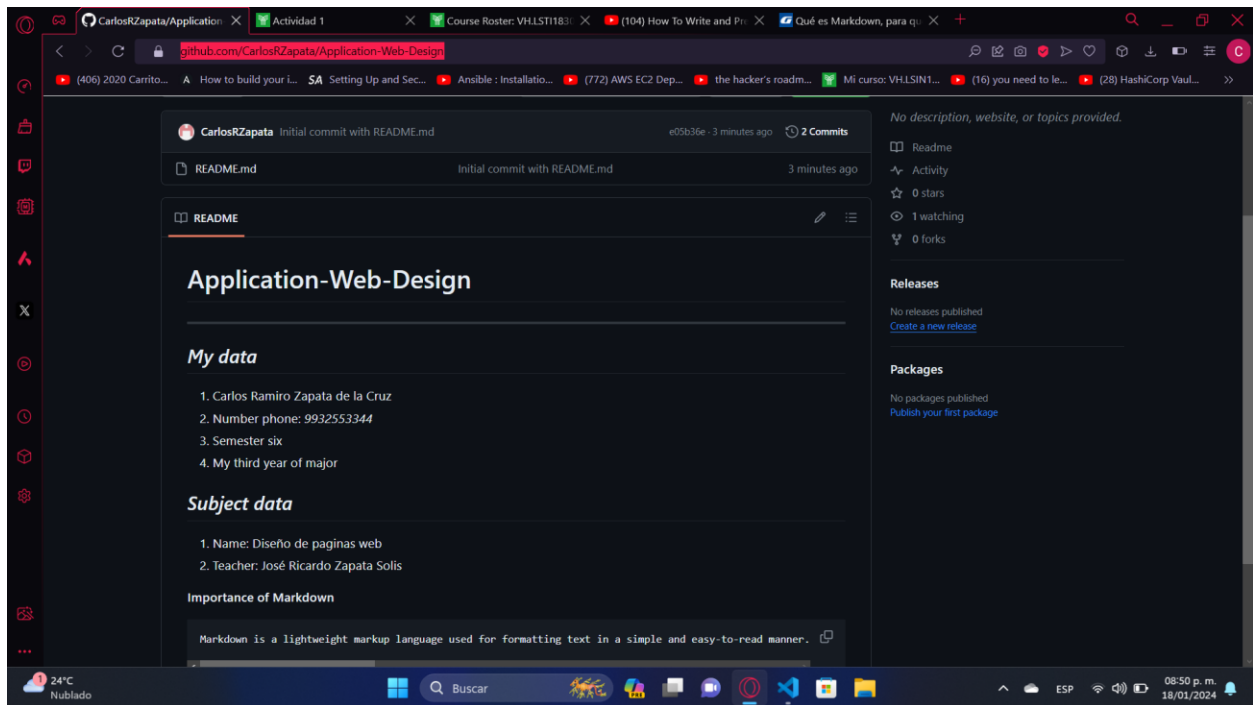 CarlosRZapata/Application
Actividad 1
Course Roster: VH.LSTI183
(104) How To Write and Pr
Qué es Markdown, para qu
github.com/CarlosRZapata/Application-Web-Design
C
(406) 2020 Carrito...
A How to build your i...
SA Setting Up and Sec...
Ansible : Installatio...
(772) AWS EC2 Dep...
the hacker's roadm...
Mi curso: VH.LSIN1...
(16) you need to le...
(28) HashiCorp Vaul...
CarlosRZapata Initial commit with README.md
e05b36e · 3 minutes ago
2 Commits
README.md
Initial commit with README.md
3 minutes ago
README
Application-Web-Design
My data
1. Carlos Ramiro Zapata de la Cruz
2. Number phone: 9932553344
3. Semester six
4. My third year of major
Subject data
1. Name: Diseño de paginas web
2. Teacher: José Ricardo Zapata Solis
Importance of Markdown
Markdown is a lightweight markup language used for formatting text in a simple and easy-to-read manner.
No description, website, or topics provided.
Readme
Activity
0 stars
1 watching
0 forks
Releases
No releases published
Create a new release
Packages
No packages published
Publish your first package
1
24°C
Nublado
Buscar
ESP
08:50 p. m.
18/01/2024